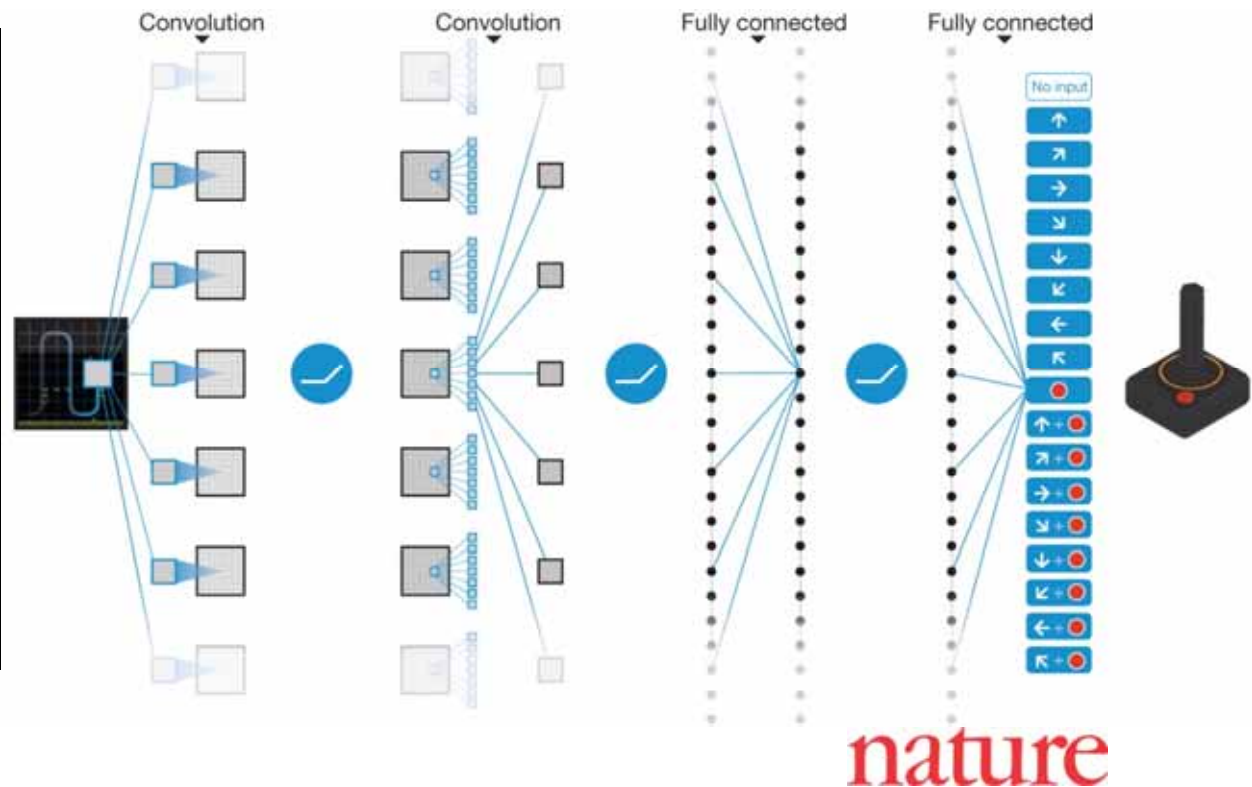 Convolution
Convolution
Fully connected
Fully connected
No input
nature